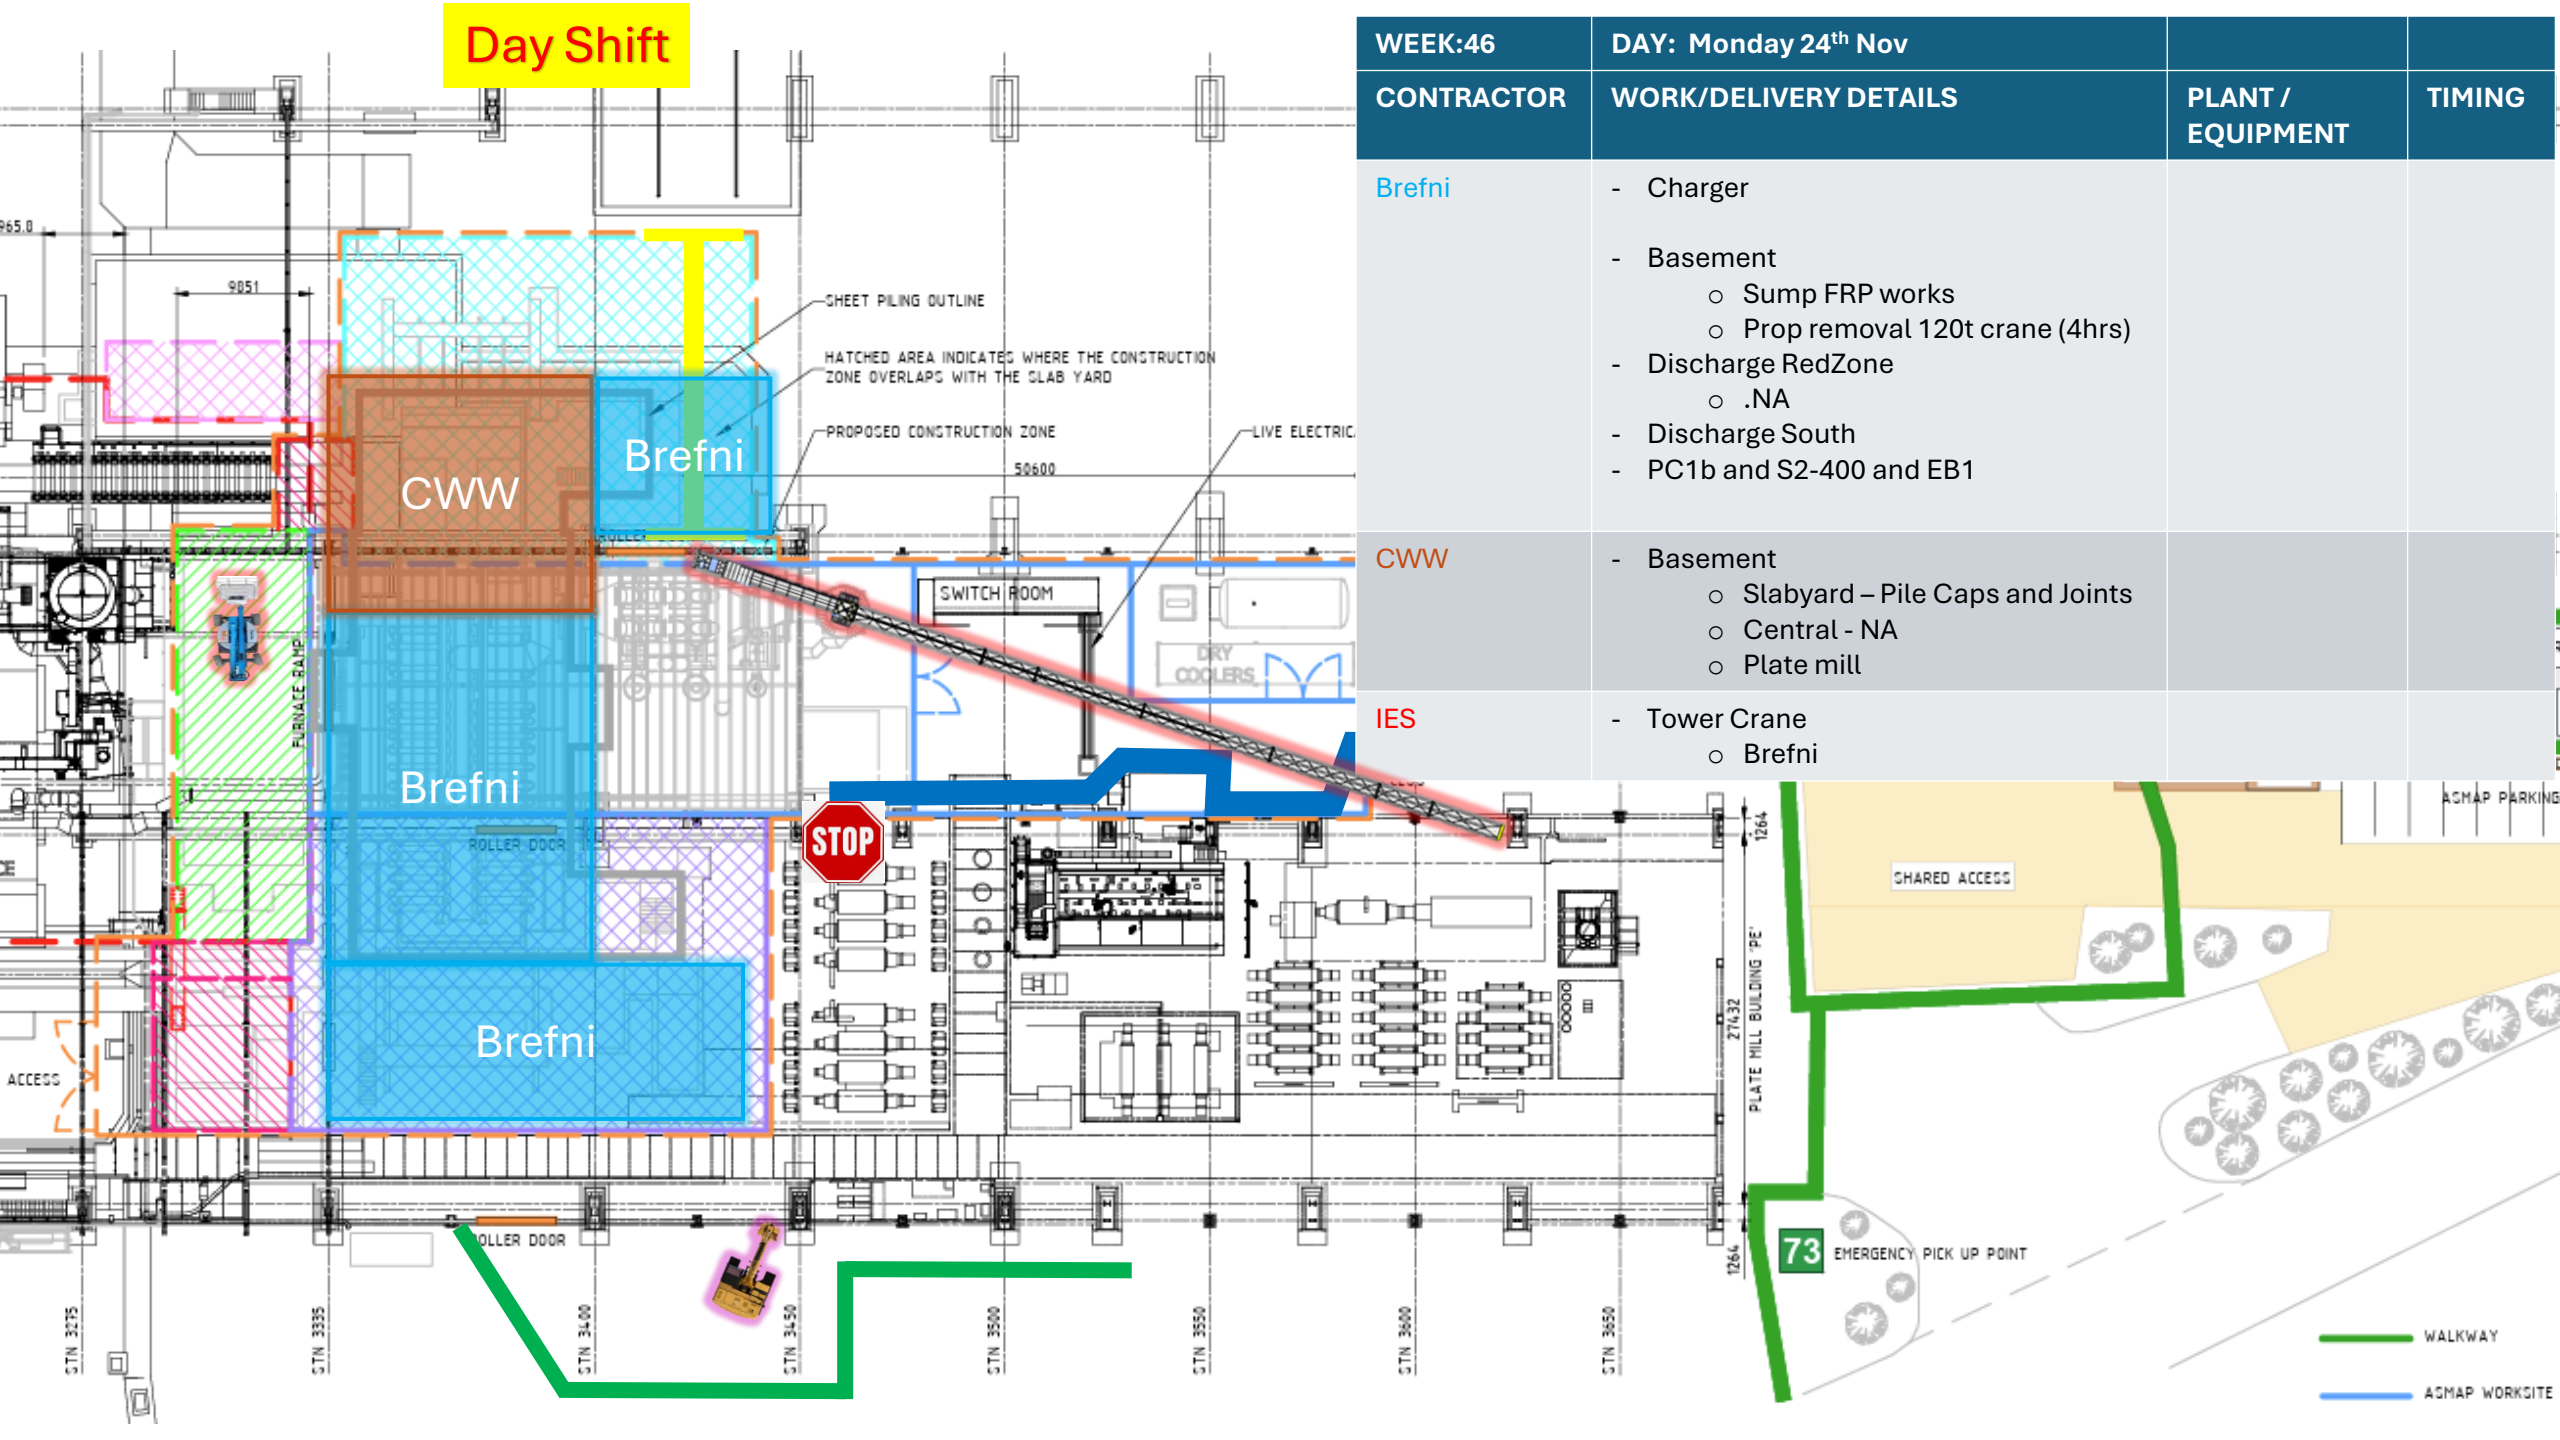 Day Shift
WEEK:46
DAY: Monday 24th Nov
CONTRACTOR
WORK/DELIVERY DETAILS
PLANT /
EQUIPMENT
TIMING
Brefni
- Charger
- Basement
o Sump FRP works
o Prop removal 120t crane (4hrs)
- Discharge RedZone
o .NA
- Discharge South
- PC1b and S2-400 and EB1
CWW
- Basement
o Slabyard – Pile Caps and Joints
o Central - NA
o Plate mill
IES
- Tower Crane
o Brefni
965.0
9851
SHEET PILING OUTLINE
HATCHED AREA INDICATES WHERE THE CONSTRUCTION
ZONE OVERLAPS WITH THE SLAB YARD
PROPOSED CONSTRUCTION ZONE
LIVE ELECTRIC
50600
CWW
Brefni
SWITCH ROOM
DRY
COOLERS
FURNACE RAMP
Brefni
ROLLER DOOR
STOP
1264
ASMAP PARKING
SHARED ACCESS
PLATE MILL BUILDING 'PE'
27432
Brefni
ACCESS
OLLER DOOR
1264
73
EMERGENCY PICK UP POINT
STN 3275
STN 3335
STN 3400
STN 3450
STN 3500
STN 3550
STN 3600
STN 3650
WALKWAY
ASMAP WORKSITE